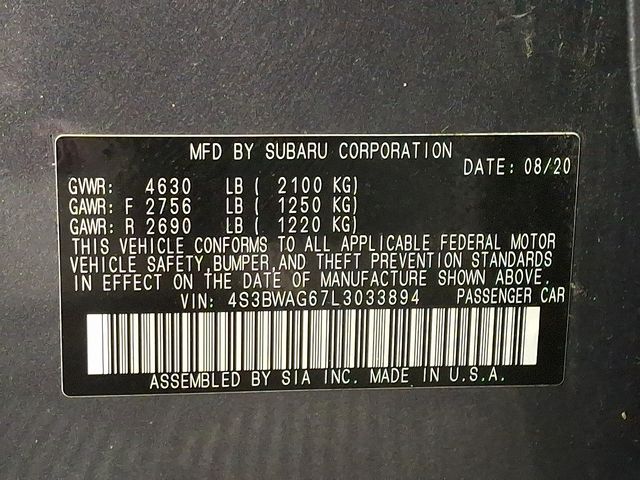 MFD BY SUBARU CORPORATION
DATE: 08/20
GVWR: 4630 LB ( 2100 KG)
GAWR: F 2756 LB ( 1250 KG)
GAWR: R 2690 LB ( 1220 KG)
THIS VEHICLE CONFORMS TO ALL APPLICABLE FEDERAL MOTOR
VEHICLE SAFETY,BUMPER AND THEFT PREVENTION STANDARDS
IN EFFECT ON THE DATE OF MANUFACTURE SHOWN ABOVE.
VIN: 4S3BWAG67L3033894 PASSENGER CAR
ASSEMBLED BY SIA INC. MADE IN U.S.A.